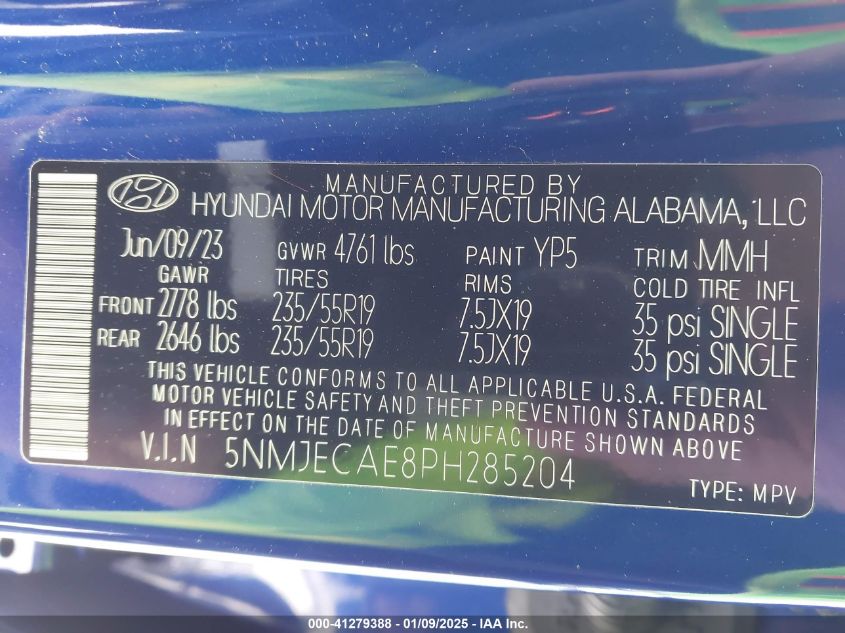 MANUFACTURED BY
HYUNDAI MOTOR MANUFACTURING ALABAMA, LLC
Jun/09/23 GVWR 4761 lbs PAINT YP5 TRIM MMH
GAWR TIRES RIMS COLD TIRE INFL
FRONT 2778 lbs 235/55R19 7.5JX19 35 psi SINGLE
REAR 2646 lbs 235/55R19 7.5JX19 35 psi SINGLE
THIS VEHICLE CONFORMS TO ALL APPLICABLE U.S.A. FEDERAL
MOTOR VEHICLE SAFETY AND THEFT PREVENTION STANDARDS
IN EFFECT ON THE DATE OF MANUFACTURE SHOWN ABOVE
V.I.N 5NMJECAE8PH285204
TYPE: MPV
000-41279388 - 01/09/2025 - IAA Inc.